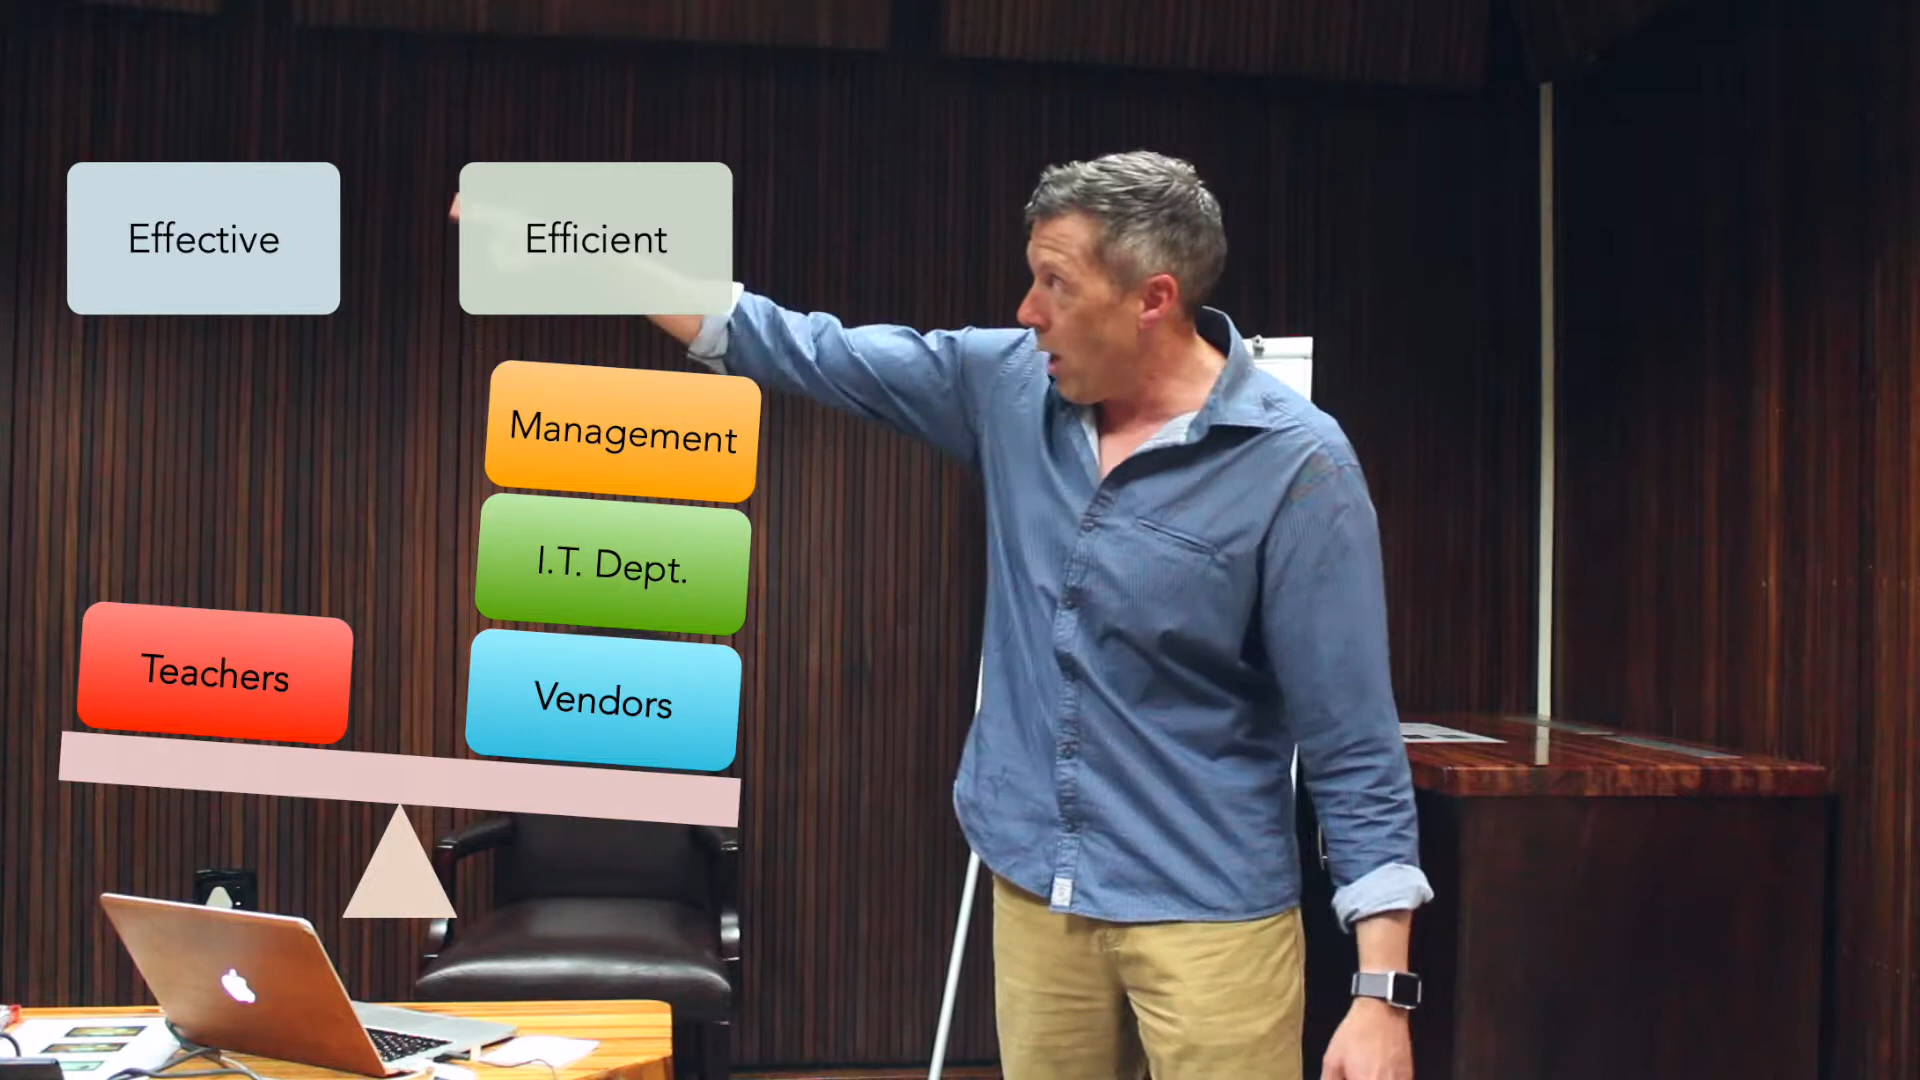 Effective
Efficient
Management
I.T. Dept.
Teachers
Vendors